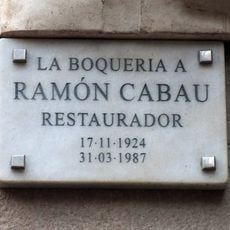 LA BOQUERIA A
RAMÓN CABAU
RESTAURADOR
17·11·1924
31·03·1987